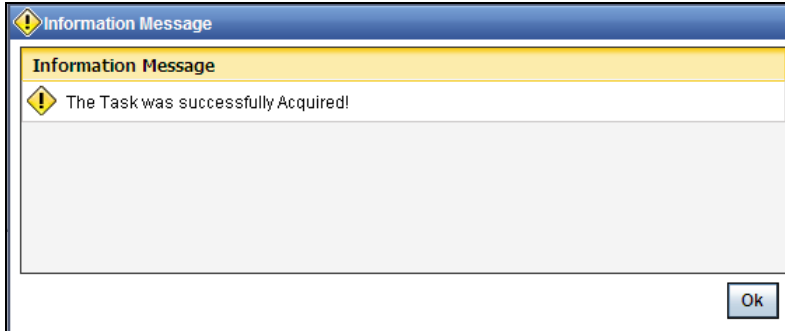 Information Message
Information Message
The Task was successfully Acquired!
Ok